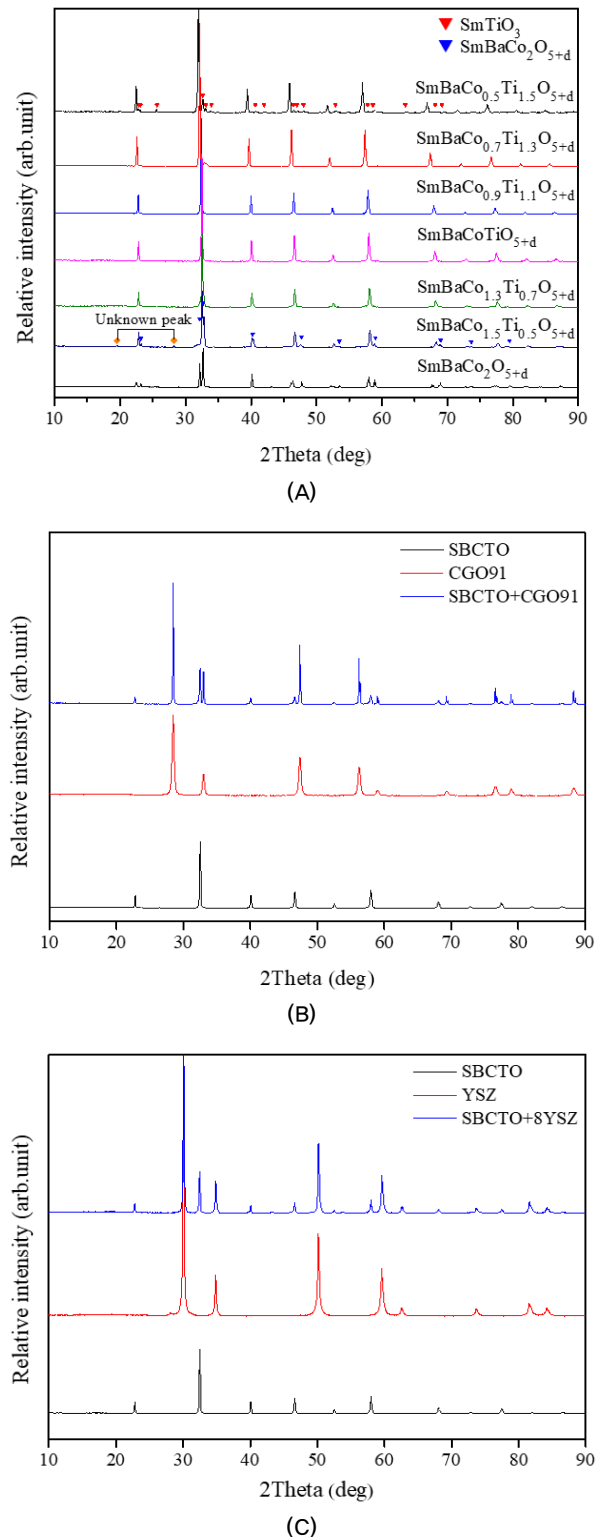 SmTiO₃
SmBaCo₂O₅₊d
SmBaCo₀.₅Ti₁.₅O₅₊d
SmBaCo₀.₇Ti₁.₃O₅₊d
SmBaCo₀.₉Ti₁.₁O₅₊d
SmBaCoTiO₅₊d
SmBaCo₁.₃Ti₀.₇O₅₊d
Unknown peak
SmBaCo₁.₅Ti₀.₅O₅₊d
SmBaCo₂O₅₊d
Relative intensity (arb.unit)
10 20 30 40 50 60 70 80 90
2Theta (deg)
(A)
SBCTO
CGO91
SBCTO+CGO91
Relative intensity (arb.unit)
10 20 30 40 50 60 70 80 90
2Theta (deg)
(B)
SBCTO
YSZ
SBCTO+8YSZ
Relative intensity (arb.unit)
10 20 30 40 50 60 70 80 90
2Theta (deg)
(C)